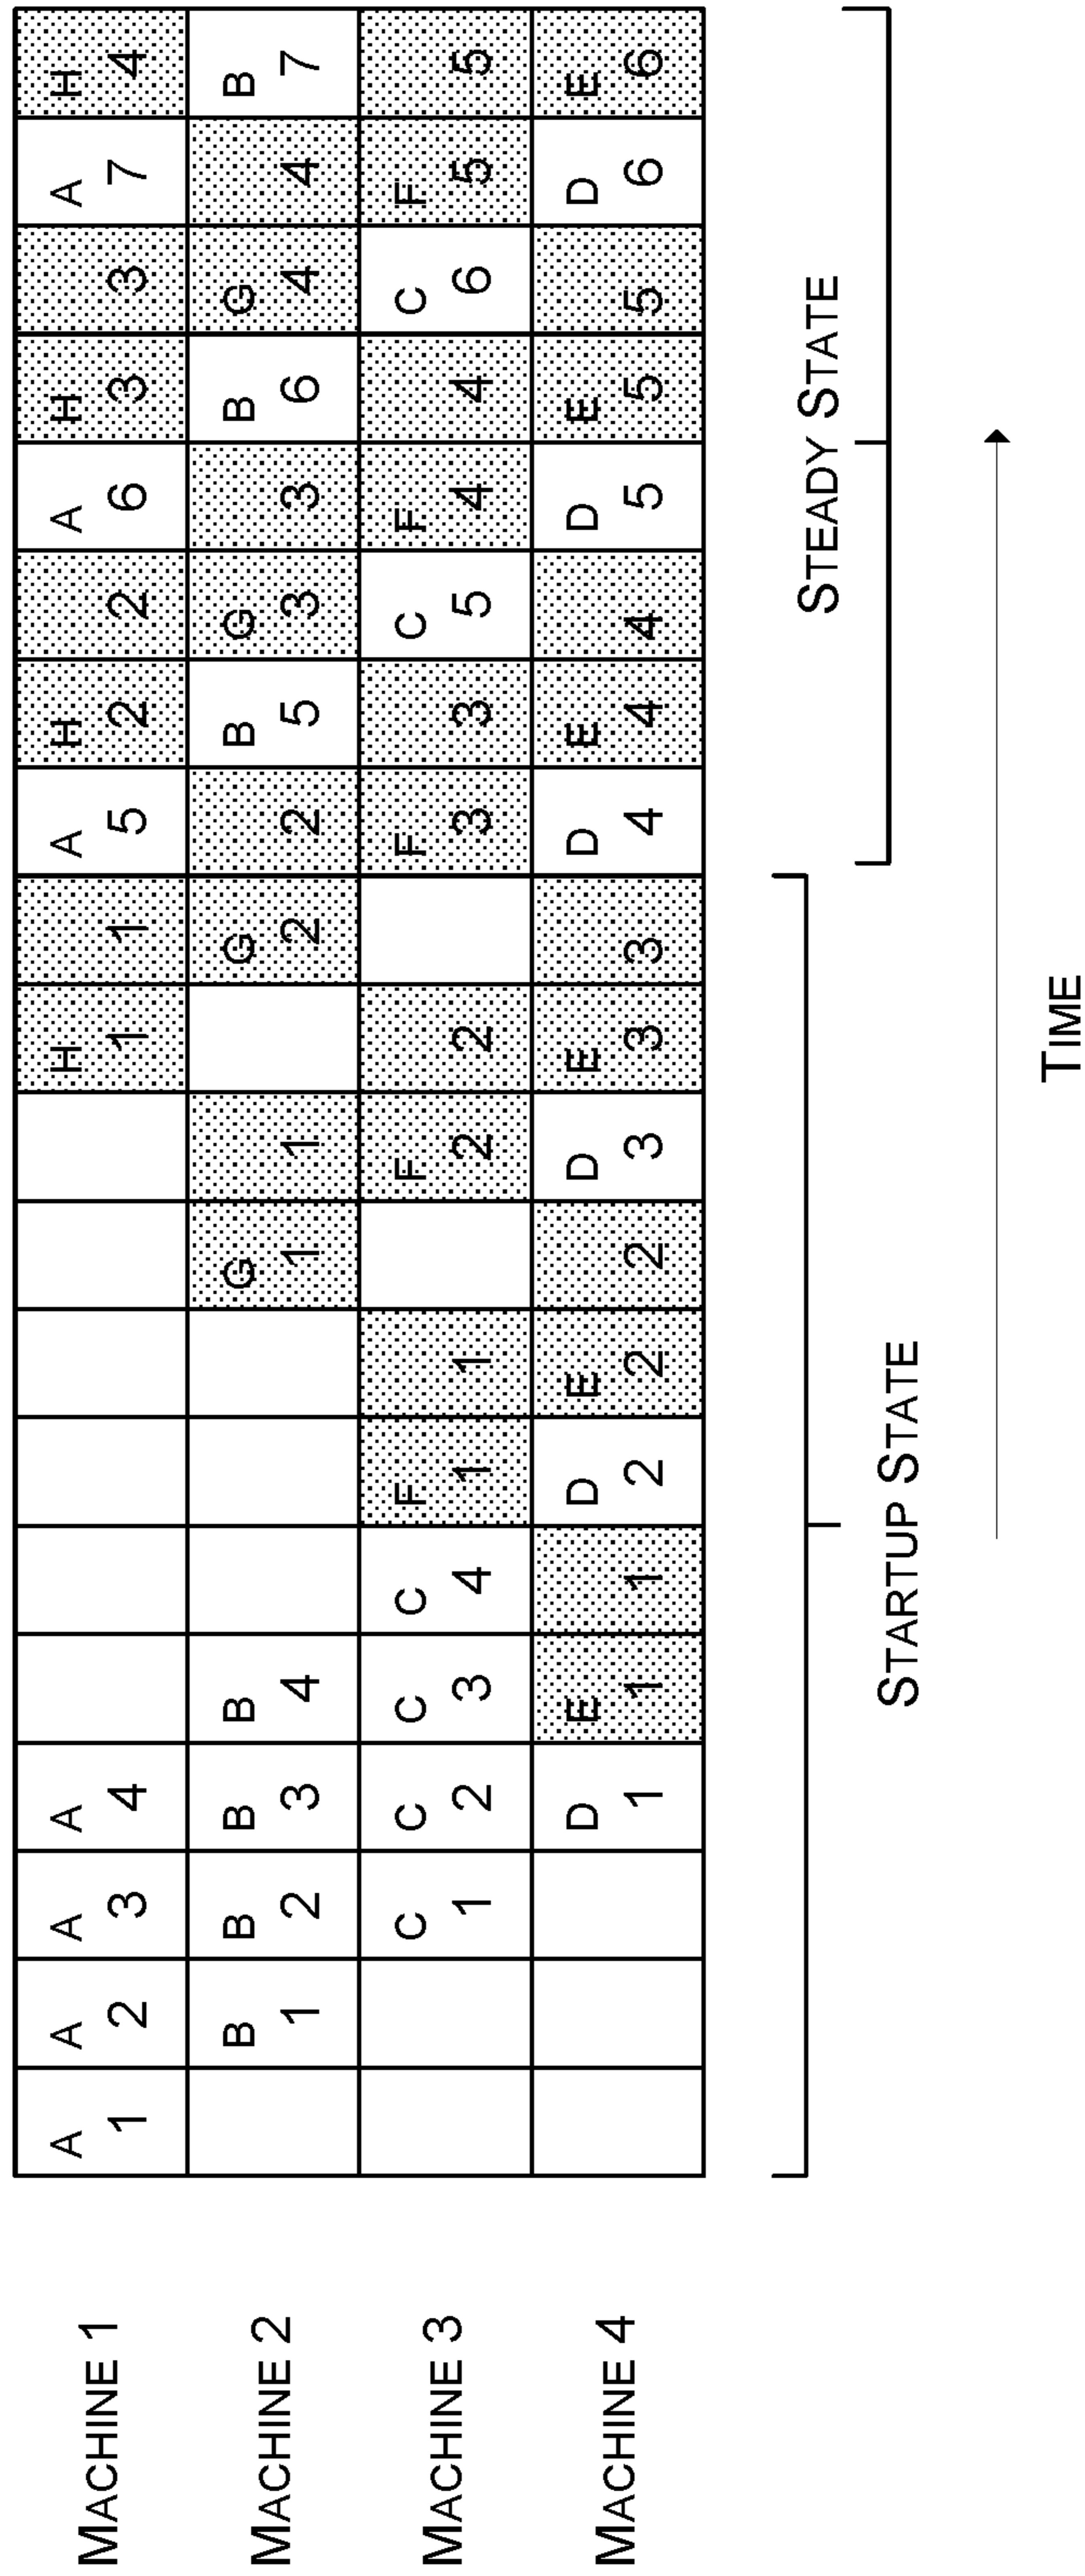 A A A A H A H A H A H
MACHINE 1 1 2 3 4 1 1 5 2 2 6 3 3 7 4
B B B B G G B G B G B
MACHINE 2 1 2 3 4 1 1 2 2 5 3 3 6 4 4 7
C C C C F F F C F C F
MACHINE 3 1 2 3 4 1 1 2 2 3 3 5 4 4 6 5 5
D E D E D E D E D E D E
MACHINE 4 1 1 1 2 2 2 3 3 3 4 4 4 5 5 5 6 6
STARTUP STATE
STEADY STATE
TIME